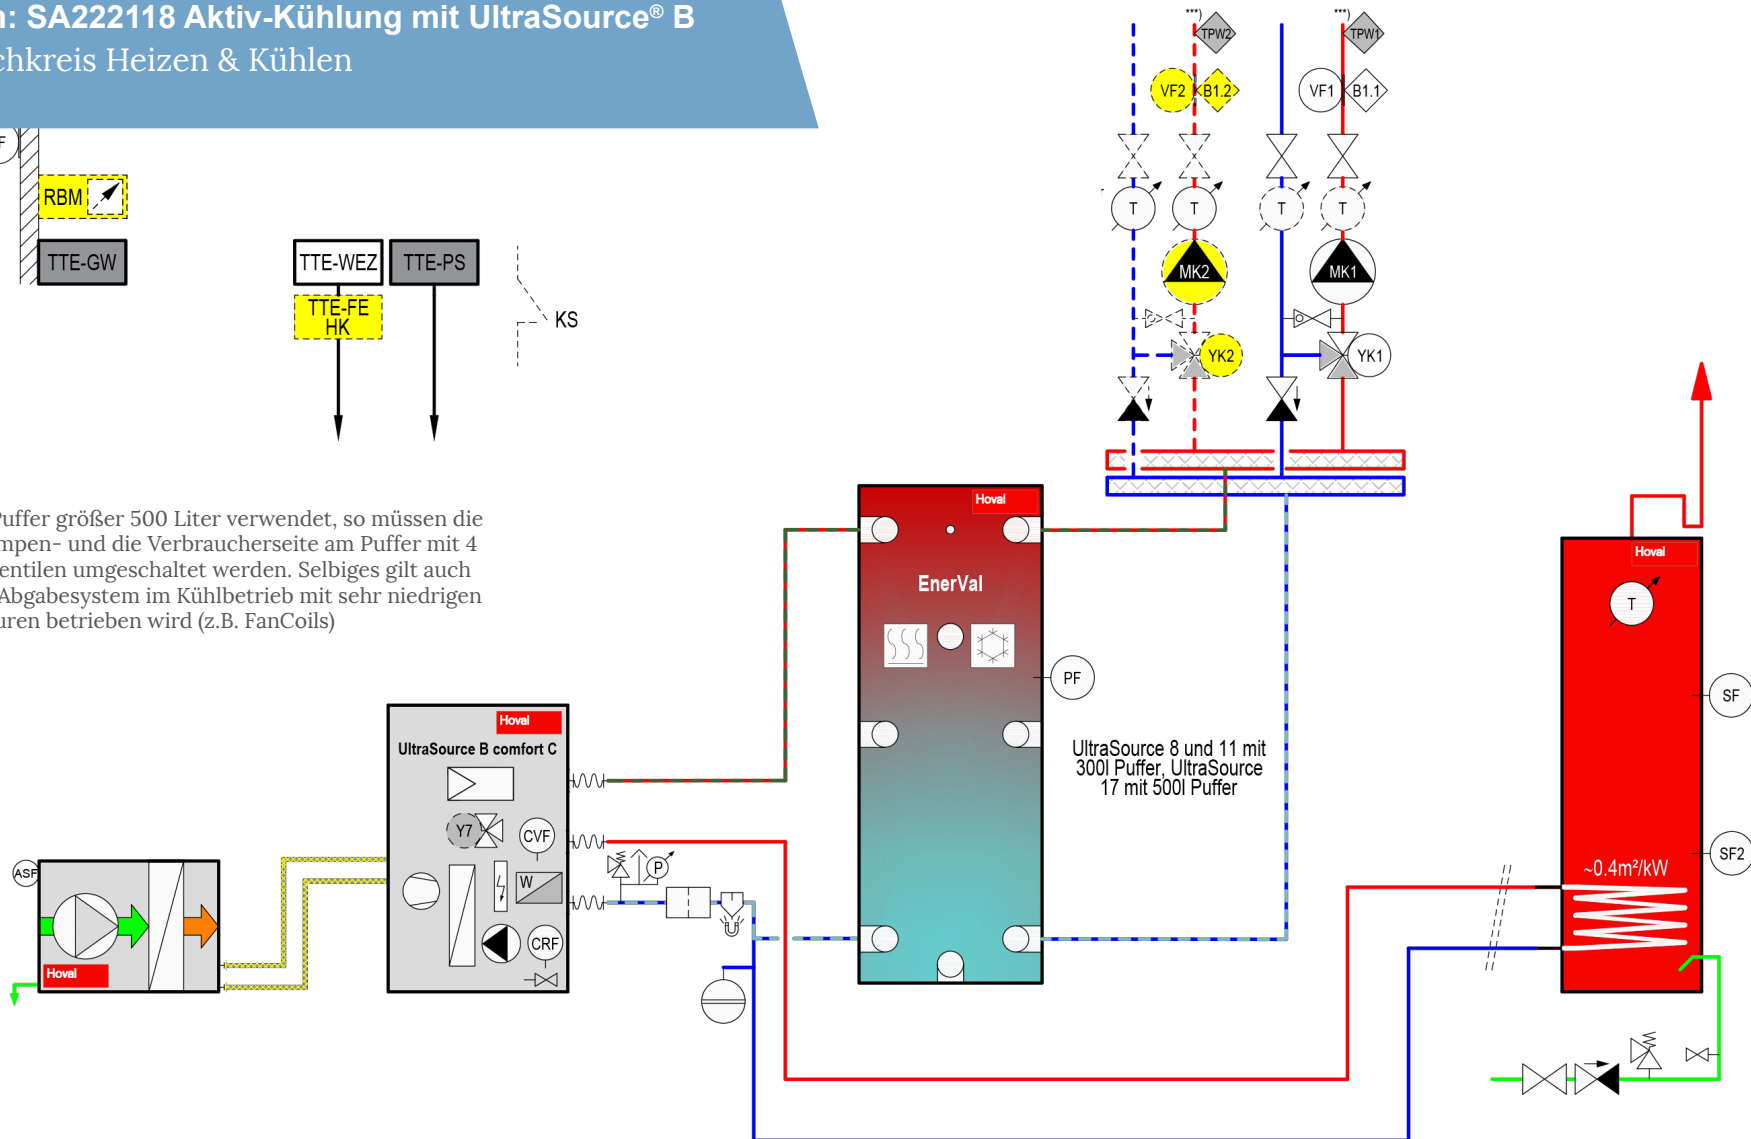 n: SA222118 Aktiv-Kühlung mit UltraSource® B
chkreis Heizen & Kühlen
F
RBM
TTE-GW
TTE-WEZ
TTE-PS
TTE-FE
HK
KS
***)
TPW2
***)
TPW1
VF2
B1.2
VF1
B1.1
T
T
T
T
MK2
MK1
YK2
YK1
Puffer größer 500 Liter verwendet, so müssen die
mpen- und die Verbraucherseite am Puffer mit 4
entilen umgeschaltet werden. Selbiges gilt auch
Abgabesystem im Kühlbetrieb mit sehr niedrigen
uren betrieben wird (z.B. FanCoils)
Hoval
EnerVal
PF
UltraSource 8 und 11 mit
300l Puffer, UltraSource
17 mit 500l Puffer
Hoval
T
SF
SF2
~0.4m²/kW
Hoval
UltraSource B comfort C
Y7
CVF
W
CRF
P
ASF
Hoval